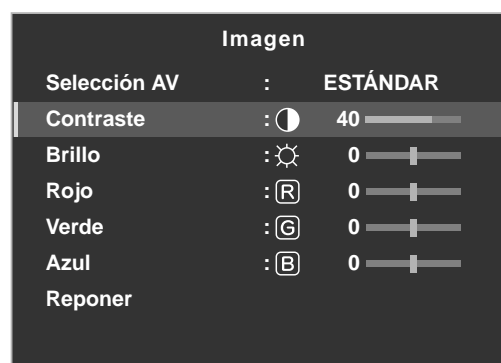 Imagen
Selección AV : ESTÁNDAR
Contraste : 40
Brillo : 0
Rojo : R 0
Verde : G 0
Azul : B 0
Reponer